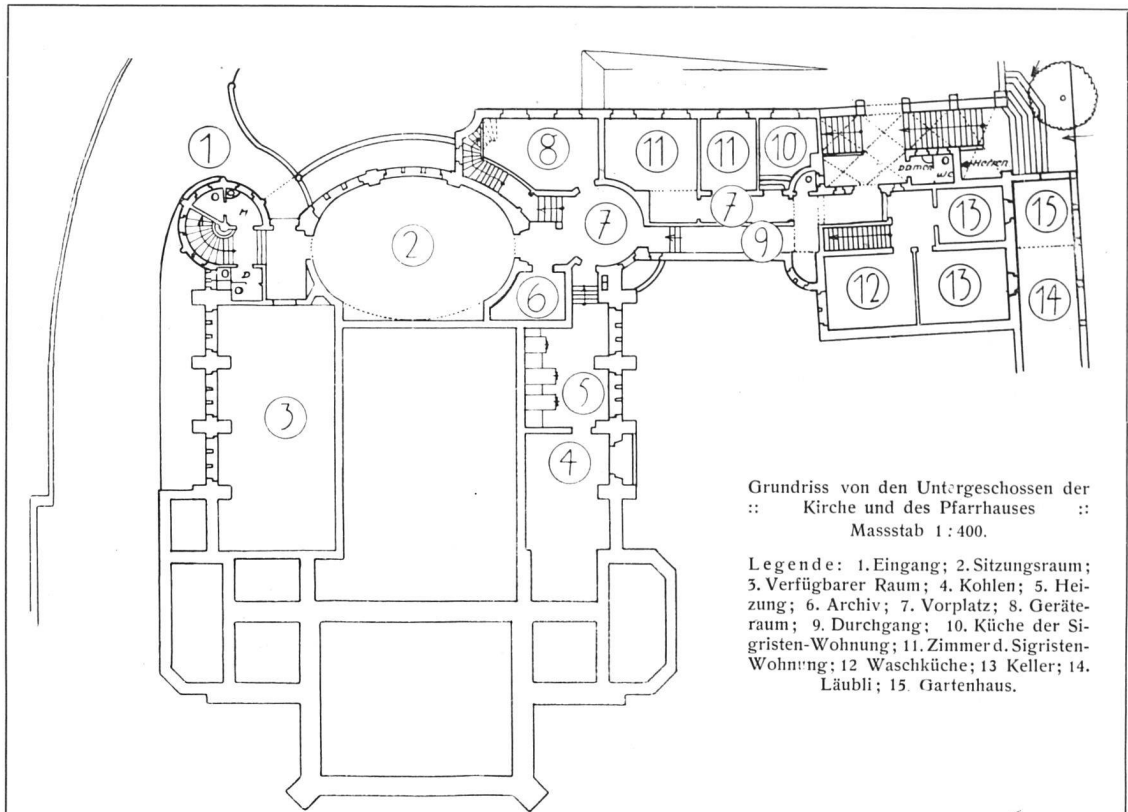 1
8
11
11
10
Damen
W/C
Herren
H
2
7
7
13
15
9
D
6
12
13
14
5
3
4
Grundriss von den Untergeschossen der
:: Kirche und des Pfarrhauses ::
Massstab 1 : 400.
Legende: 1. Eingang; 2. Sitzungsraum;
3. Verfügbarer Raum; 4. Kohlen; 5. Hei-
zung; 6. Archiv; 7. Vorplatz; 8. Geräte-
raum; 9. Durchgang; 10. Küche der Si-
gristen-Wohnung; 11. Zimmer d. Sigristen-
Wohnung; 12 Waschküche; 13 Keller; 14.
Läubli; 15. Gartenhaus.